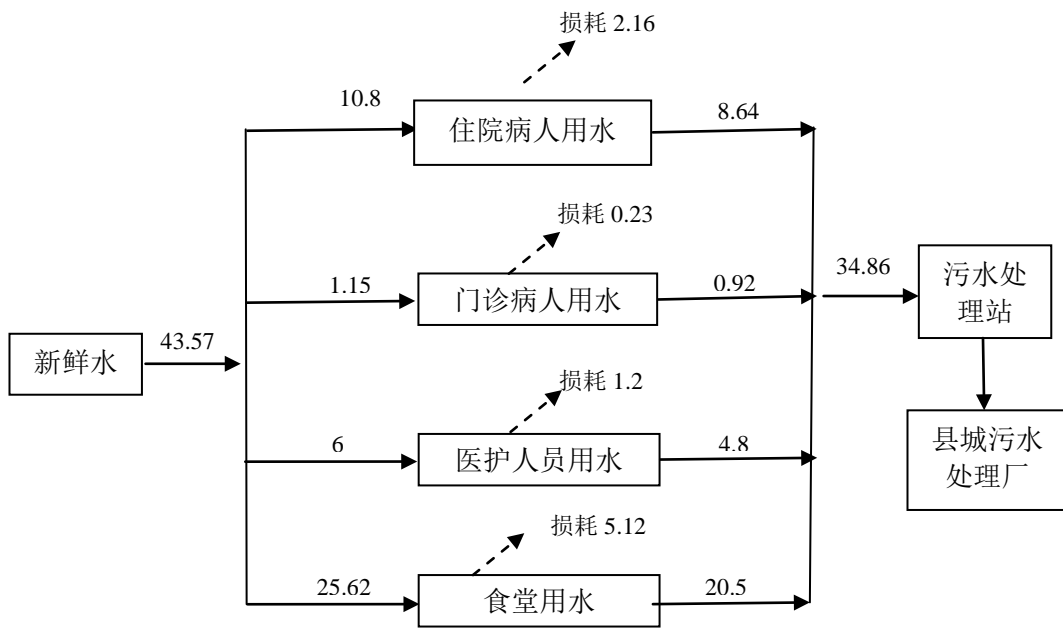 损耗 2.16
10.8
住院病人用水
8.64
损耗 0.23
1.15
门诊病人用水
0.92
34.86
污水处
理站
新鲜水
43.57
损耗 1.2
6
医护人员用水
4.8
县城污水
处理厂
损耗 5.12
25.62
食堂用水
20.5